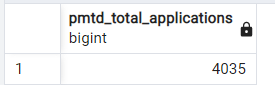 pmtd_total_applications
bigint
1 4035